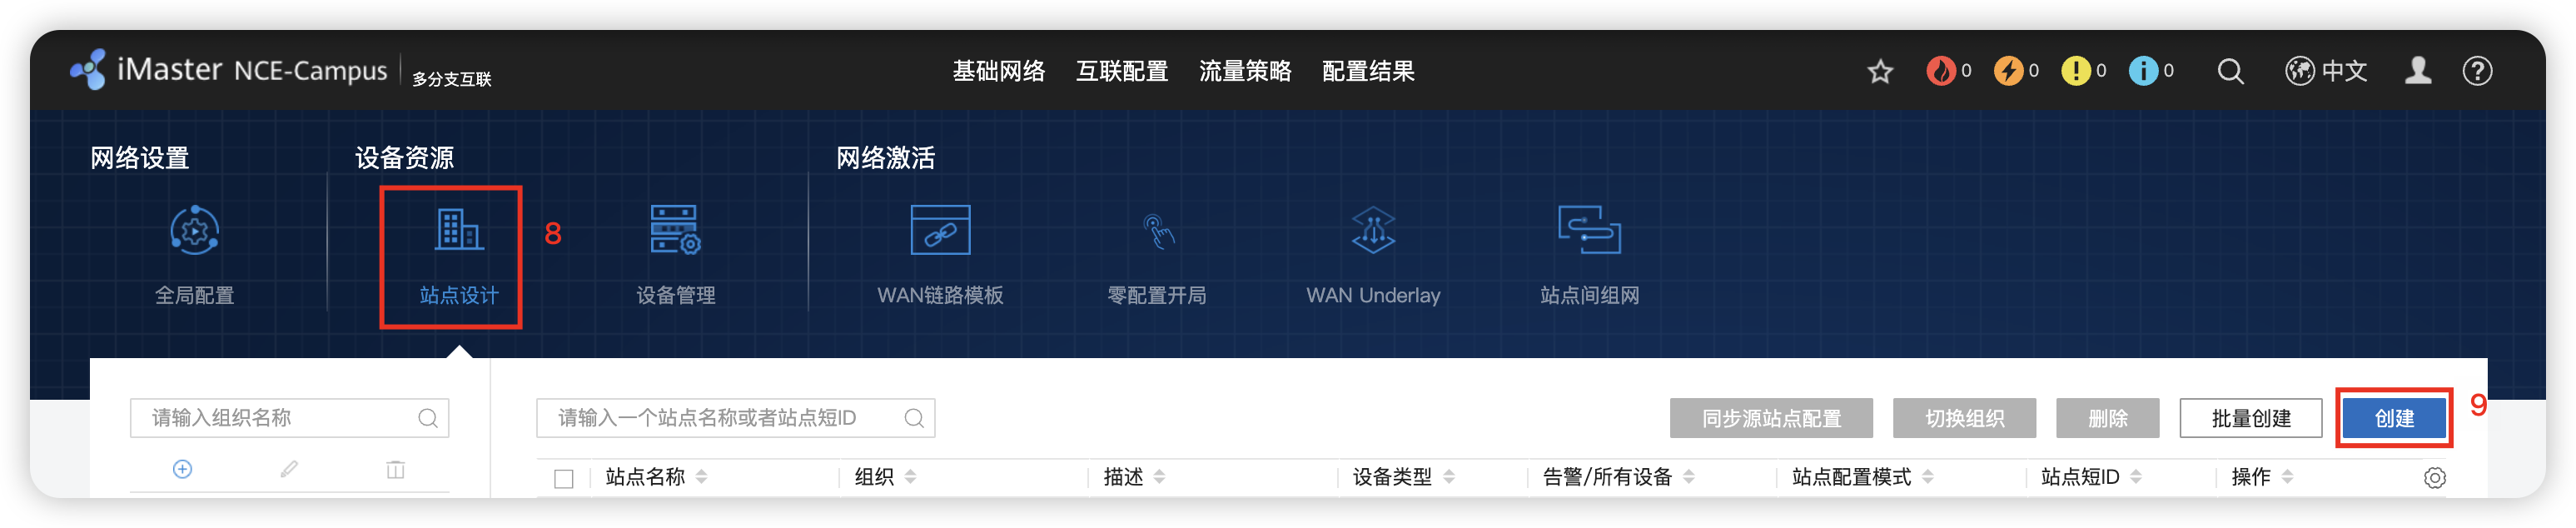 iMaster NCE-Campus 多分支互联 基础网络 互联配置 流量策略 配置结果 0 0 0 0 中文
网络设置 设备资源 网络激活
8
全局配置 站点设计 设备管理 WAN链路模板 零配置开局 WAN Underlay 站点间组网
请输入组织名称 请输入一个站点名称或者站点短ID 同步源站点配置 切换组织 删除 批量创建 创建 9
站点名称 组织 描述 设备类型 告警/所有设备 站点配置模式 站点短ID 操作